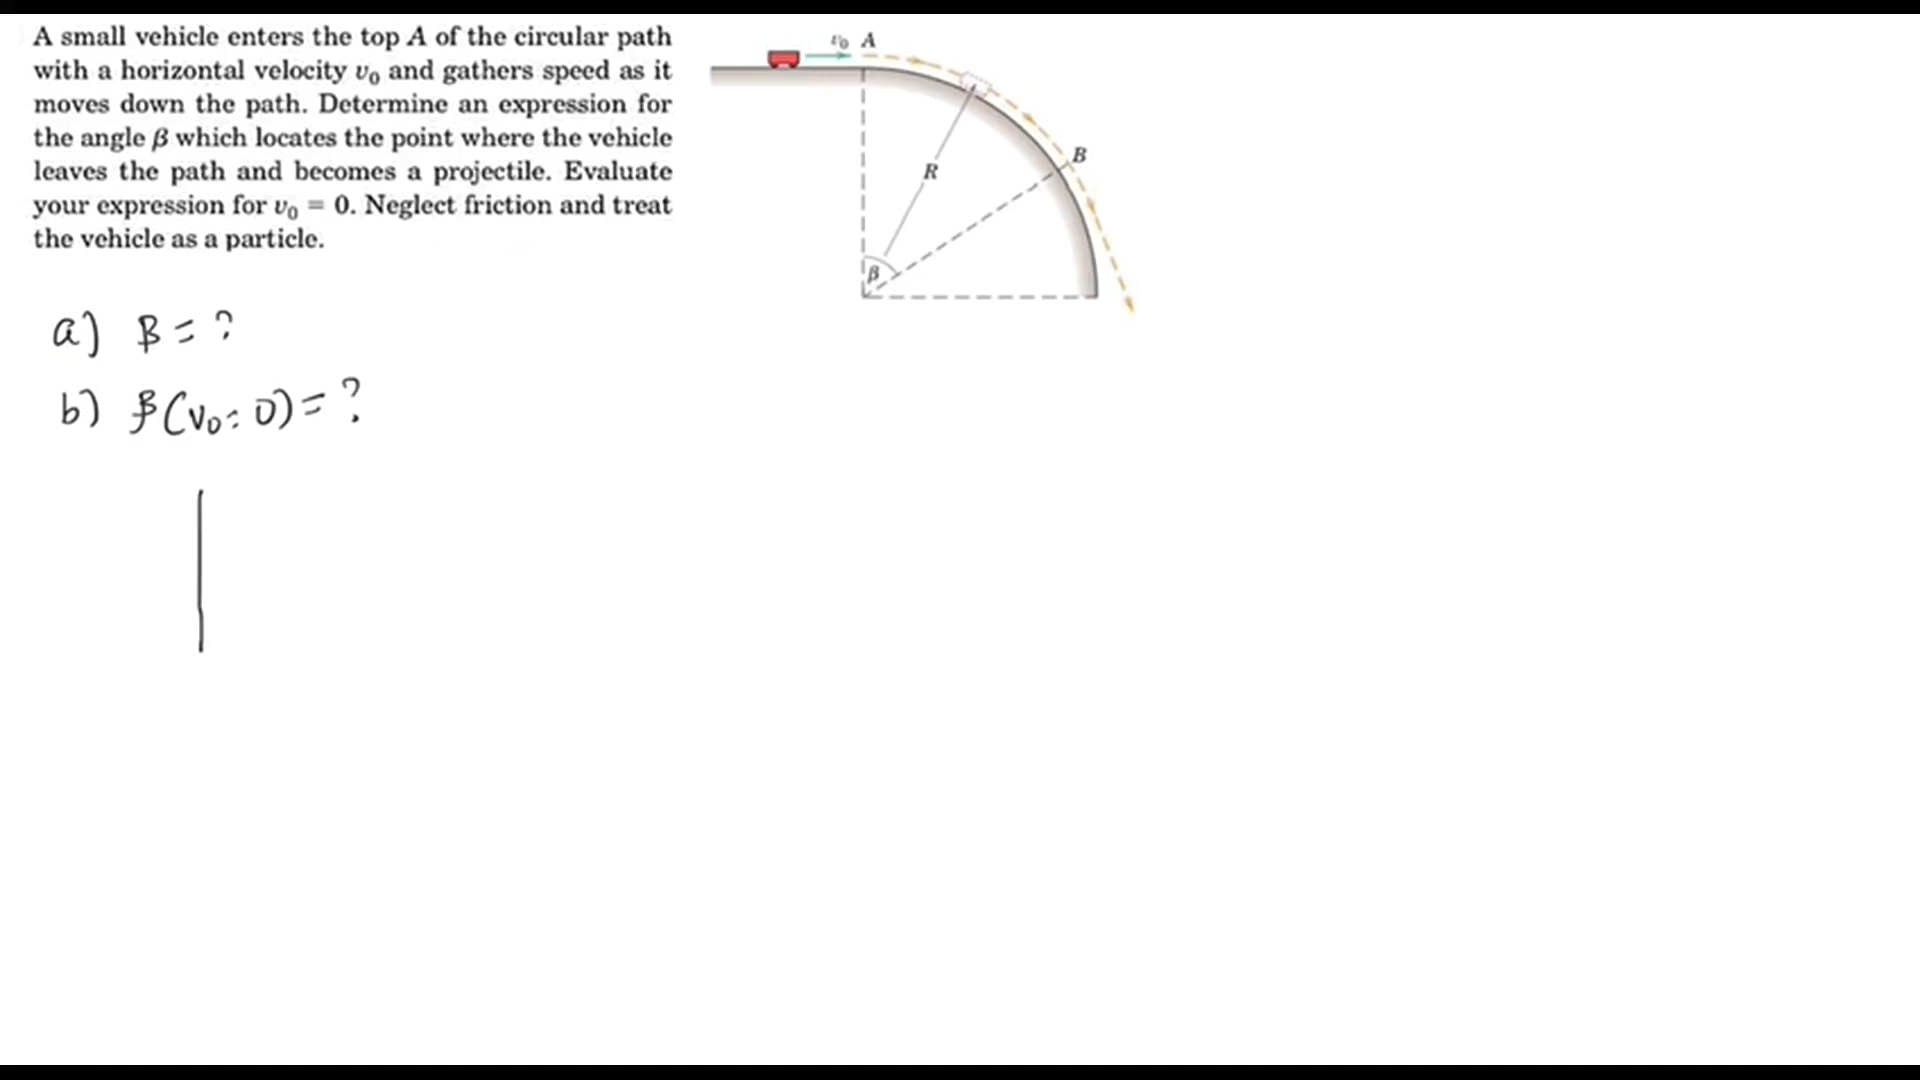 A small vehicle enters the top A of the circular path
with a horizontal velocity v₀ and gathers speed as it
moves down the path. Determine an expression for
the angle β which locates the point where the vehicle
leaves the path and becomes a projectile. Evaluate
your expression for v₀ = 0. Neglect friction and treat
the vehicle as a particle.
v₀ A
B
R
β
a) β = ?
b) β(v₀ = 0) = ?